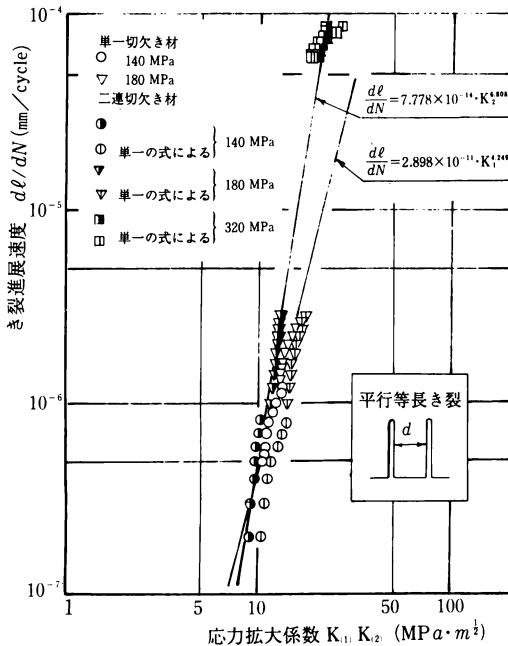 10⁻⁴
単一切欠き材
○ 140 MPa
▽ 180 MPa
二連切欠き材
単一の式による } 140 MPa
単一の式による } 180 MPa
単一の式による } 320 MPa
dℓ/dN=7.778×10⁻¹⁴·K₂⁶·⁸⁰⁸
dℓ/dN=2.898×10⁻¹¹·K₁⁴·²⁴⁹
き裂進展速度 dℓ/dN(mm/cycle)
10⁻⁵
10⁻⁶
平行等長き裂
d
10⁻⁷
1 5 10 50 100
応力拡大係数 K₍₁₎ K₍₂₎ (MPa·m^½)